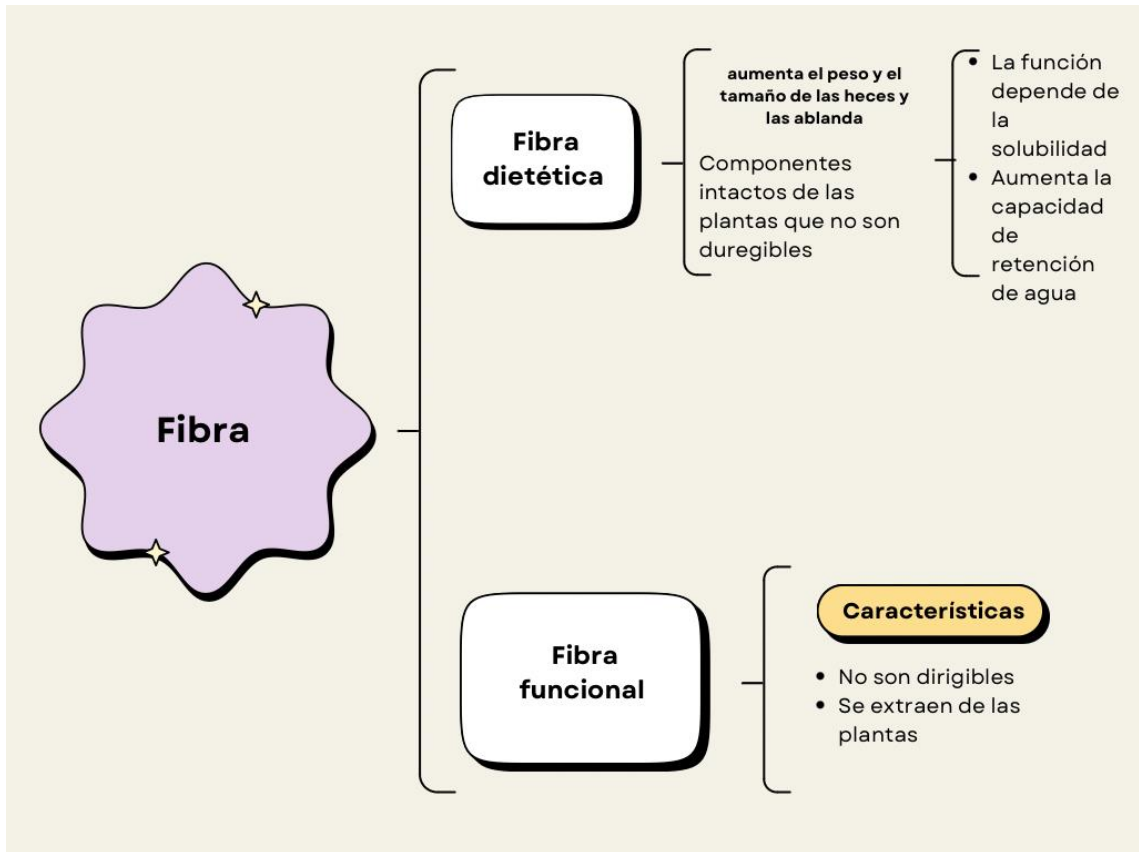 Fibra
Fibra
dietética
aumenta el peso y el
tamaño de las heces y
las ablanda
Componentes
intactos de las
plantas que no son
duregibles
• La función
depende de
la
solubilidad
• Aumenta la
capacidad
de
retención
de agua
Fibra
funcional
Característisticas
• No son dirigibles
• Se extraen de las
plantas